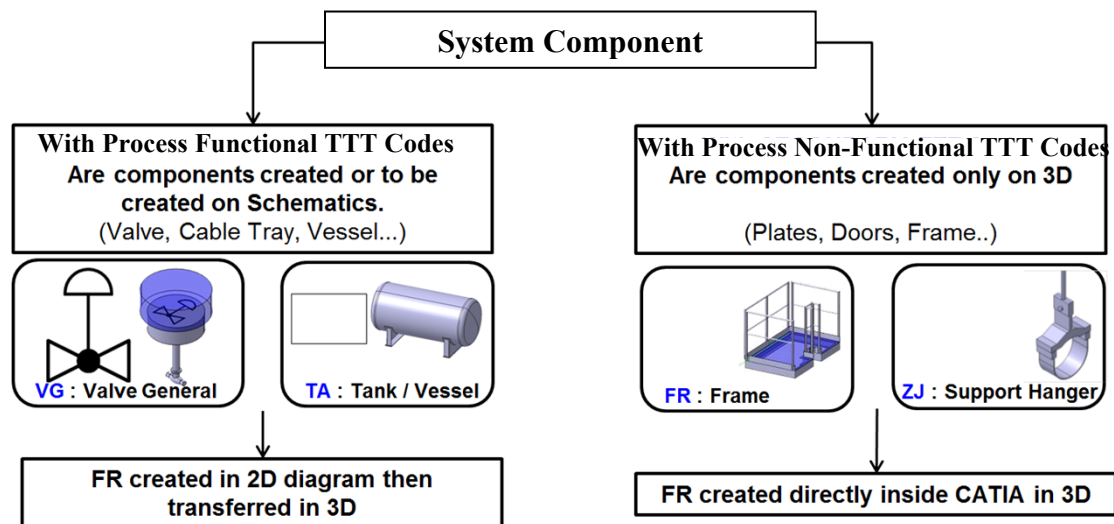 System Component
With Process Functional TTT Codes
Are components created or to be
created on Schematics.
(Valve, Cable Tray, Vessel...)
With Process Non-Functional TTT Codes
Are components created only on 3D
(Plates, Doors, Frame..)
VG : Valve General
TA : Tank / Vessel
FR : Frame
ZJ : Support Hanger
FR created in 2D diagram then
transferred in 3D
FR created directly inside CATIA in 3D